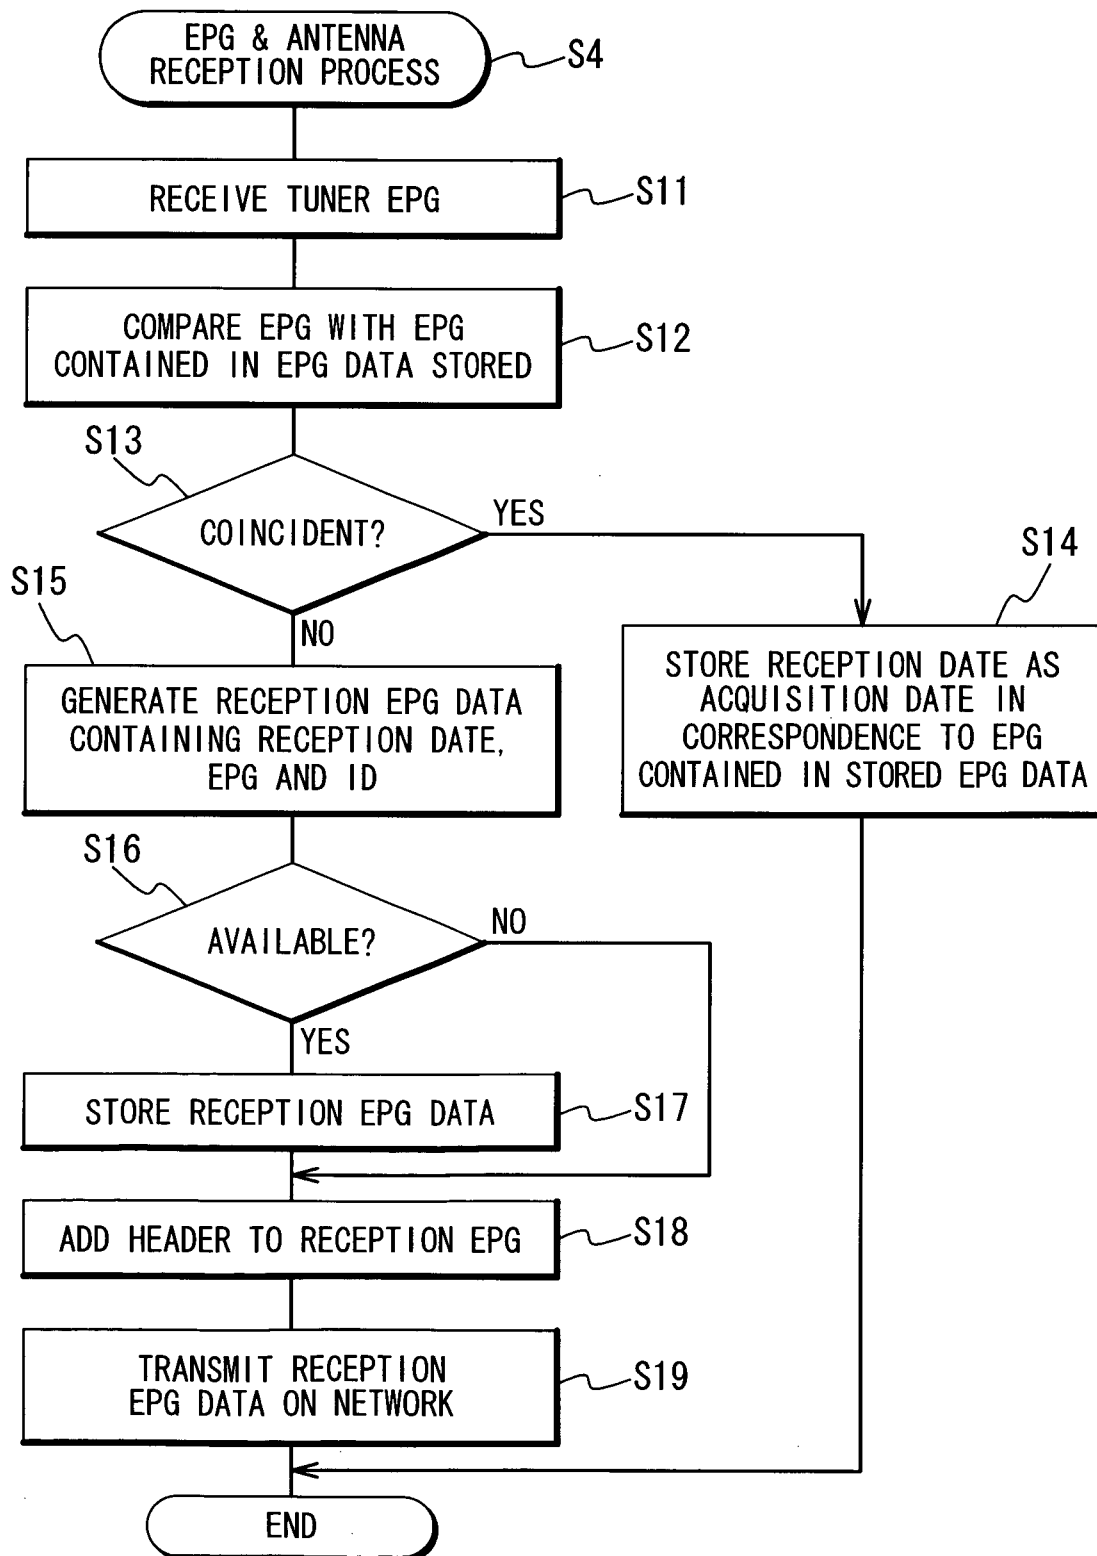 EPG & ANTENNA
RECEPTION PROCESS
S4
RECEIVE TUNER EPG
S11
COMPARE EPG WITH EPG
CONTAINED IN EPG DATA STORED
S12
S13
COINCIDENT?
YES
NO
S14
STORE RECEPTION DATE AS
ACQUISITION DATE IN
CORRESPONDENCE TO EPG
CONTAINED IN STORED EPG DATA
S15
GENERATE RECEPTION EPG DATA
CONTAINING RECEPTION DATE,
EPG AND ID
S16
AVAILABLE?
NO
YES
STORE RECEPTION EPG DATA
S17
ADD HEADER TO RECEPTION EPG
S18
TRANSMIT RECEPTION
EPG DATA ON NETWORK
S19
END